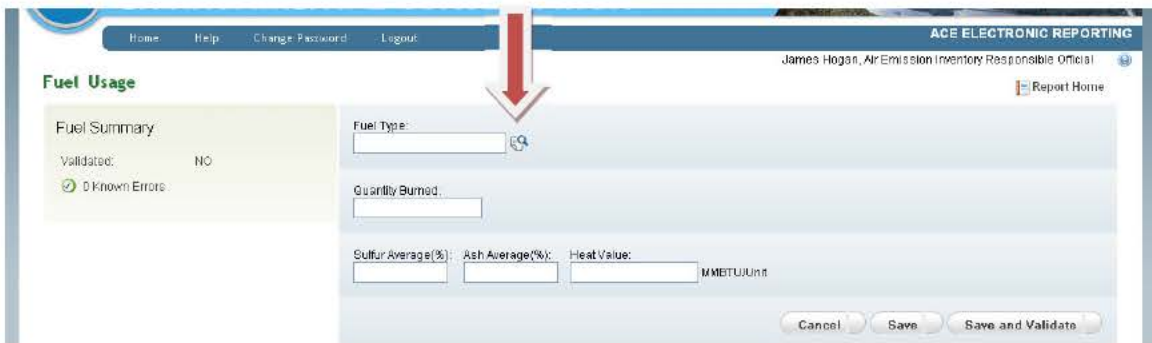 Home Help Change Password Logout
ACE ELECTRONIC REPORTING
James Hogan, Air Emission Inventory Responsible Official
Fuel Usage
Report Home
Fuel Summary
Validated: NO
0 Known Errors
Fuel Type:
Quantity Burned:
Sulfur Average(%): Ash Average(%): Heat Value:
MMBTU/Unit
Cancel Save Save and Validate